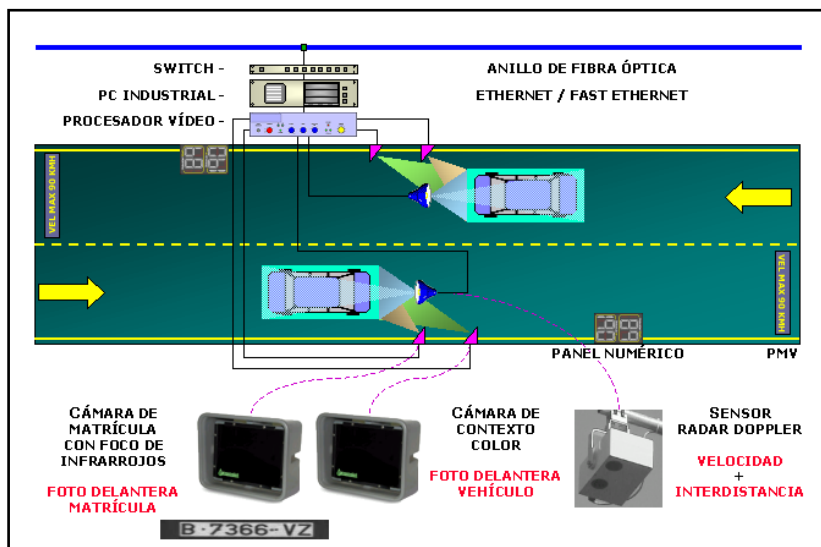 SWITCH -
ANILLO DE FIBRA ÓPTICA
PC INDUSTRIAL -
ETHERNET / FAST ETHERNET
PROCESADOR VÍDEO -
VEL MAX 90 KMH
VEL MAX 90 KMH
PANEL NUMÉRICO
PMV
CÁMARA DE
MATRÍCULA
CON FOCO DE
INFRARROJOS
FOTO DELANTERA
MATRÍCULA
CÁMARA DE
CONTEXTO
COLOR
FOTO DELANTERA
VEHÍCULO
SENSOR
RADAR DOPPLER
VELOCIDAD
+
INTERDISTANCIA
B·7366-VZ